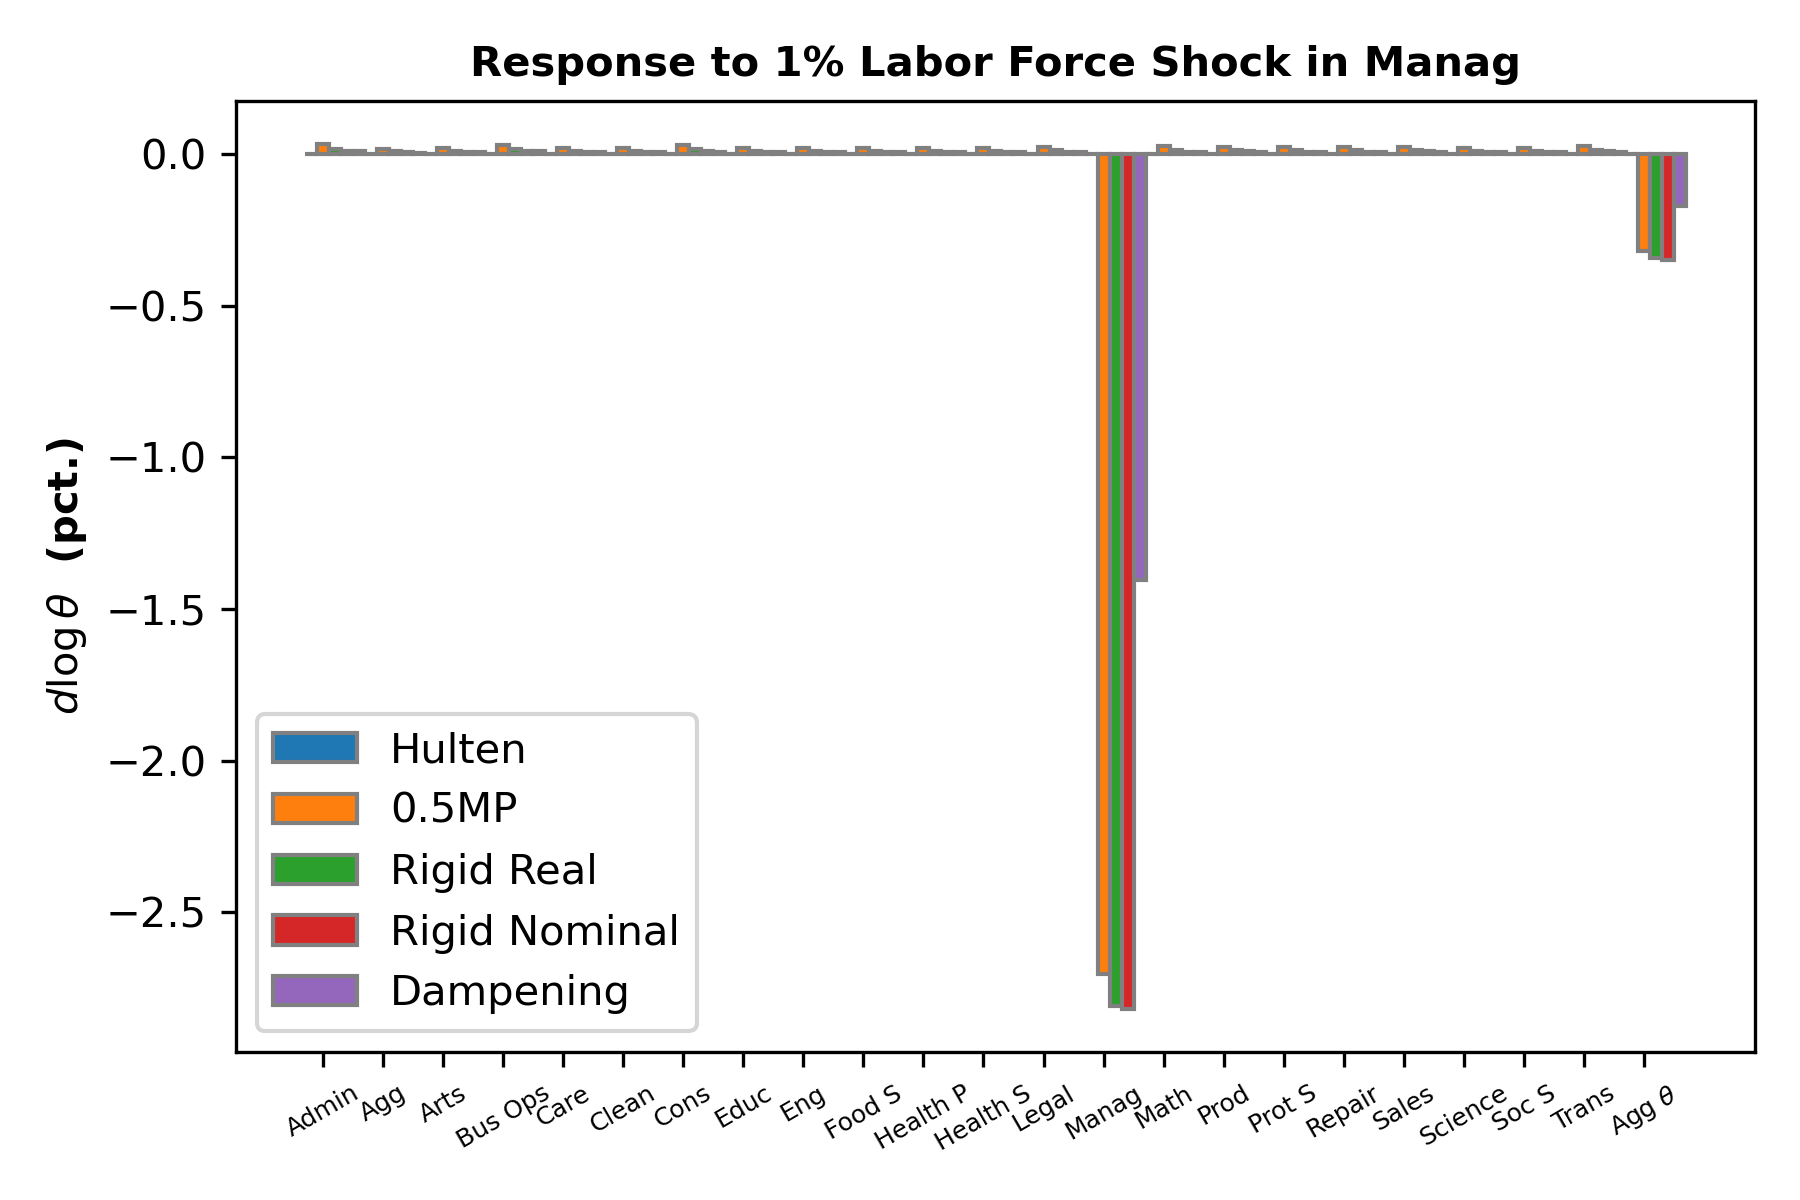 Response to 1% Labor Force Shock in Manag
dlog θ (pct.)
0.0
−0.5
−1.0
−1.5
−2.0
−2.5
Hulten
0.5MP
Rigid Real
Rigid Nominal
Dampening
Admin
Agg
Arts
Bus Ops
Care
Clean
Cons
Educ
Eng
Food S
Health P
Health S
Legal
Manag
Math
Prod
Prot S
Repair
Sales
Science
Soc S
Trans
Agg θ